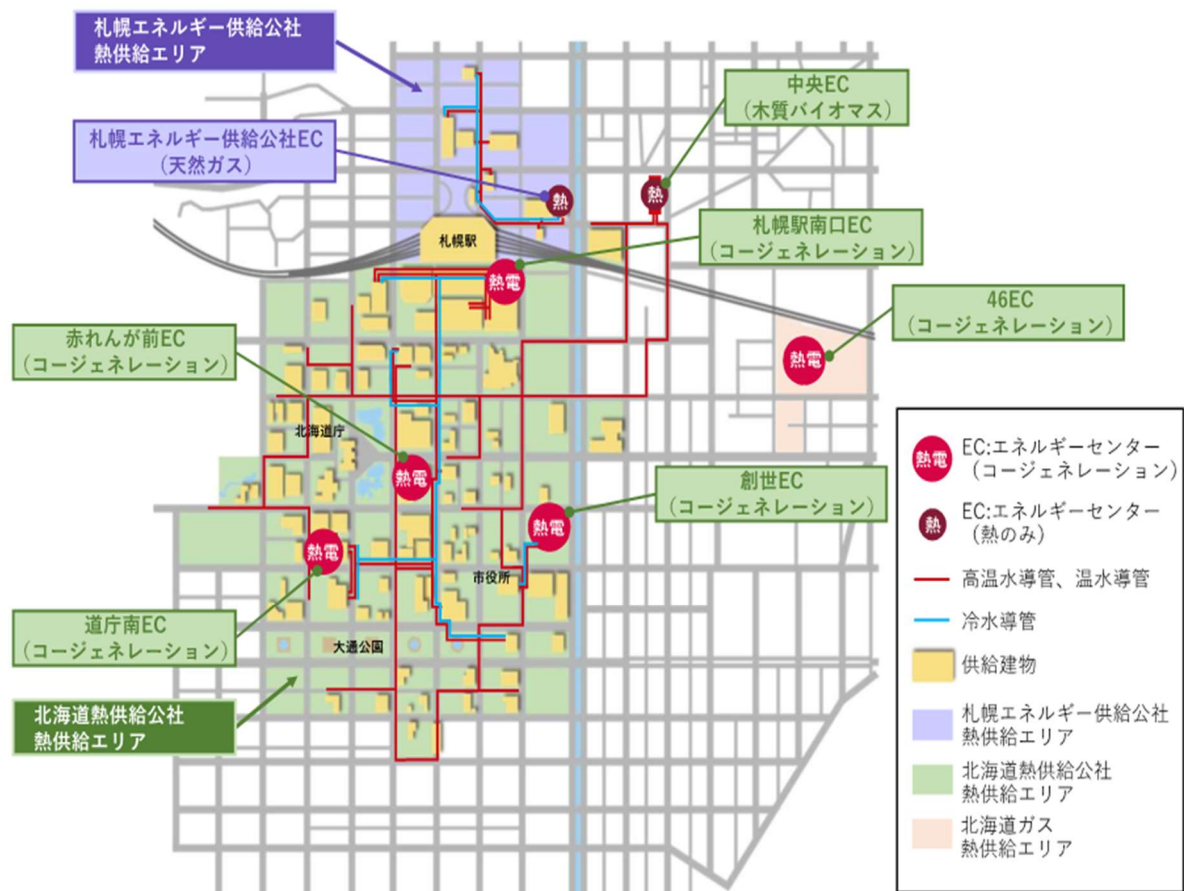 札幌エネルギー供給公社
熱供給エリア
中央EC
(木質バイオマス)
札幌エネルギー供給公社EC
(天然ガス)
熱
熱
札幌駅南口EC
(コージェネレーション)
札幌駅
熱電
46EC
(コージェネレーション)
熱電
赤れんが前EC
(コージェネレーション)
北海道庁
熱電
創世EC
(コージェネレーション)
熱電
熱電
市役所
道庁南EC
(コージェネレーション)
大通公園
北海道熱供給公社
熱供給エリア
熱電
EC:エネルギーセンター
(コージェネレーション)
熱
EC:エネルギーセンター
(熱のみ)
高温水導管、温水導管
冷水導管
供給建物
札幌エネルギー供給公社
熱供給エリア
北海道熱供給公社
熱供給エリア
北海道ガス
熱供給エリア